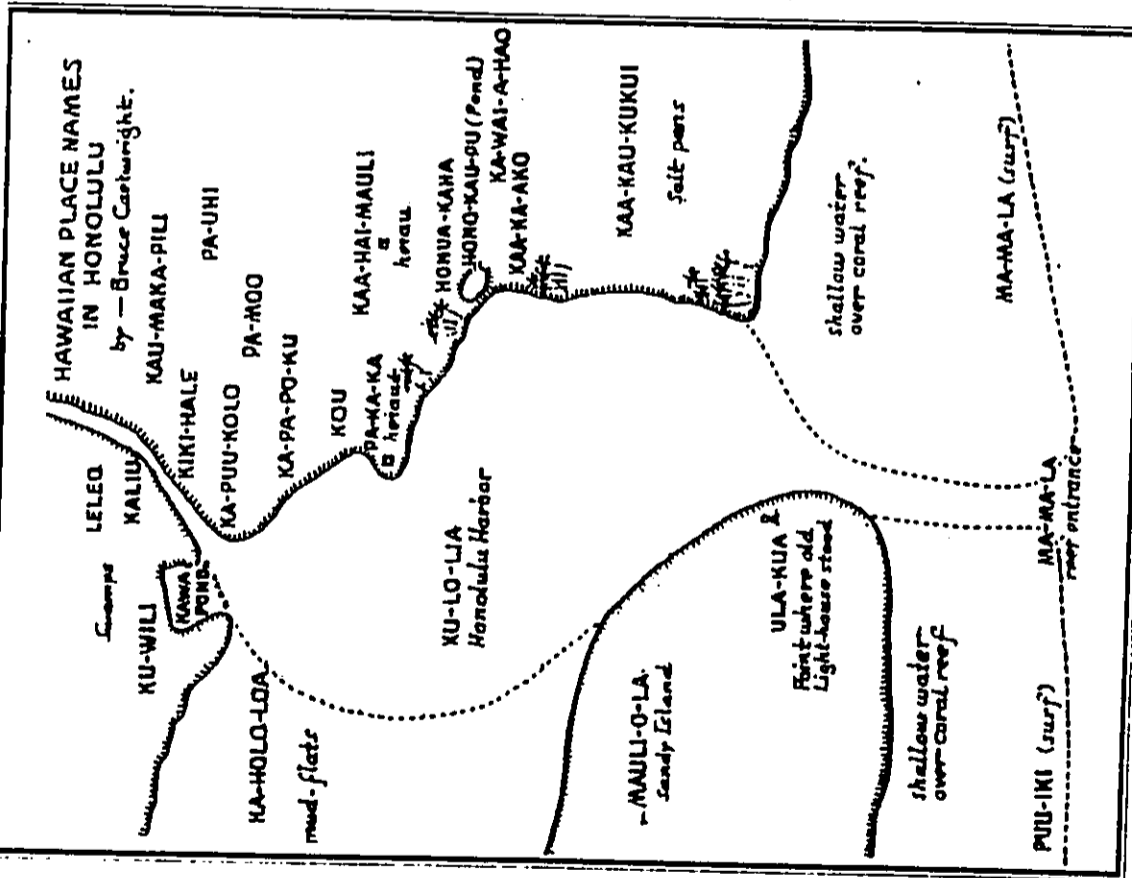 HAWAIIAN PLACE NAMES
IN HONOLULU
by — Bruce Cartwright.
LELEO
KALIU
KAU-MAKA-PILI
PA-UHI
KIKI-HALE
KU-WILI
KAWA
POND
KA-PUU-KOLO
PA-MOO
KA-PA-PO-KU
KOU
KAA-HAI-MAULI
a
heiau
PA-KA-KA
a heiau
HONUA-KAHA
HONO-KAU-PU (Pond)
KA-WAI-A-HAO
KAA-KA-AKO
KAA-KAU-KUKUI
Salt pans
KA-HOLO-LOA
mud-flats
KU-LO-LIA
Honolulu Harbor
MAULI-O-LA
Sandy Island
ULA-KUA
Point where old
Light-house stood
shallow water
over coral reef.
shallow water
over coral reef
PUU-IKI (surf)
MA-MA-LA
reef entrance
MA-MA-LA (surf)